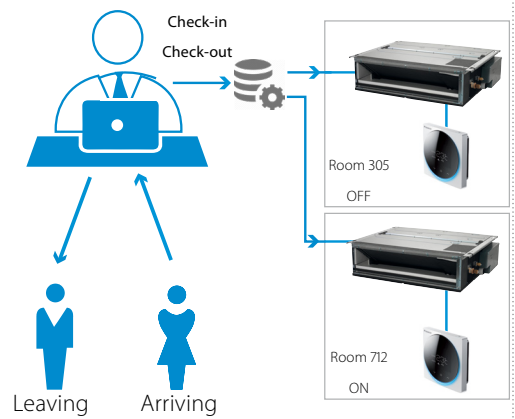 Check-in
Check-out
Room 305
OFF
Room 712
ON
Leaving
Arriving